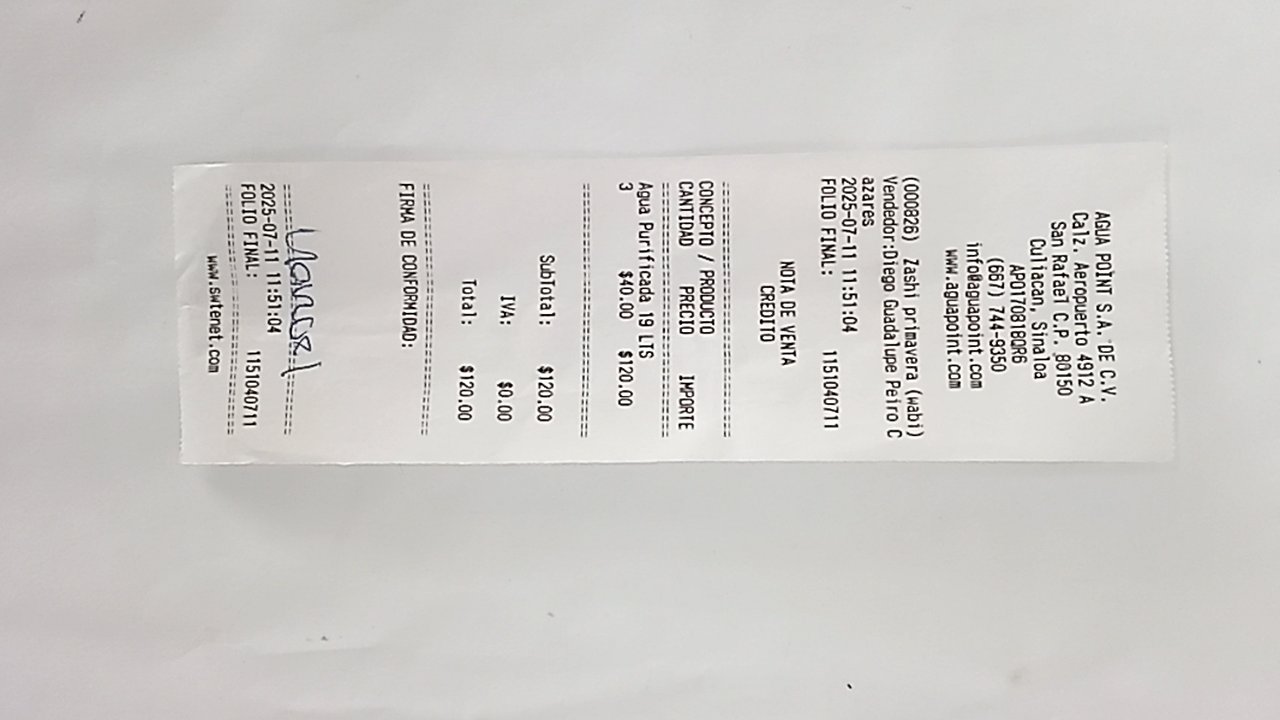 AGUA POINT S.A. DE C.V.
Calz. Aeropuerto 4912 A
San Rafael C.P. 80150
Culiacan, Sinaloa
APO170818QR6
(667) 744-9350
info@aguapoint.com
www.aguapoint.com
(000826) Zashi primavera (wabi)
Vendedor:Diego Guadalupe Peiro C
azares
2025-07-11 11:51:04
FOLIO FINAL: 1151040711
NOTA DE VENTA
CREDITO
================================
CONCEPTO / PRODUCTO
CANTIDAD PRECIO IMPORTE
================================
Agua Purificada 19 LTS
3 $40.00 $120.00
================================
SubTotal: $120.00
IVA: $0.00
Total: $120.00
================================
FIRMA DE CONFORMIDAD:
================================
2025-07-11 11:51:04
FOLIO FINAL: 1151040711
================================
www.swtenet.com